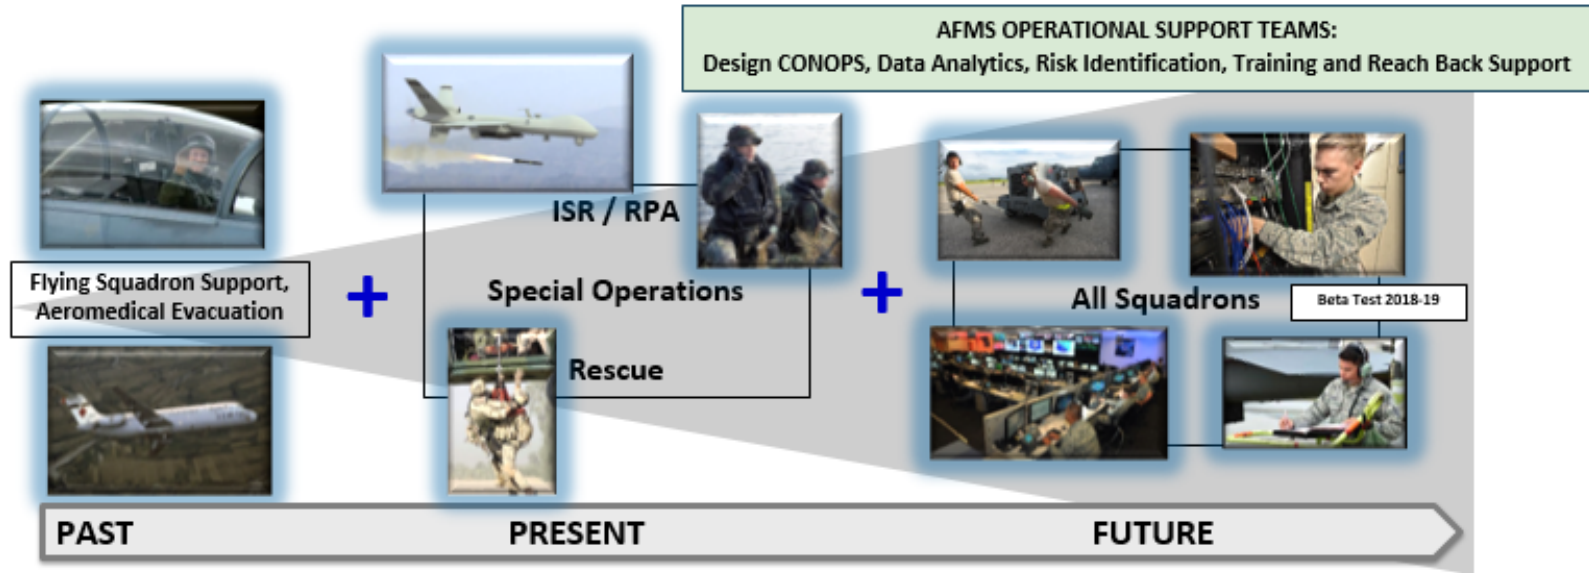 AFMS OPERATIONAL SUPPORT TEAMS:
Design CONOPS, Data Analytics, Risk Identification, Training and Reach Back Support
Flying Squadron Support,
Aeromedical Evacuation
+
ISR / RPA
Special Operations
Rescue
+
All Squadrons
Beta Test 2018-19
PAST
PRESENT
FUTURE